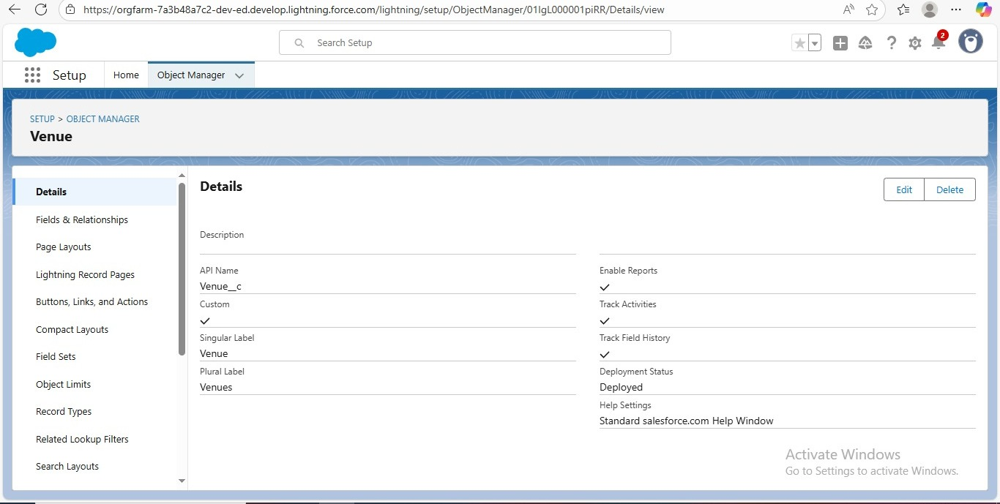 https://orgfarm-7a3b48a7c2-dev-ed.develop.lightning.force.com/lightning/setup/ObjectManager/01IgL000001piRR/Details/view
Search Setup
2
Setup
Home
Object Manager
SETUP > OBJECT MANAGER
Venue
Details
Fields & Relationships
Page Layouts
Lightning Record Pages
Buttons, Links, and Actions
Compact Layouts
Field Sets
Object Limits
Record Types
Related Lookup Filters
Search Layouts
Details
Edit
Delete
Description
API Name
Venue__c
Custom
Singular Label
Venue
Plural Label
Venues
Enable Reports
Track Activities
Track Field History
Deployment Status
Deployed
Help Settings
Standard salesforce.com Help Window
Activate Windows
Go to Settings to activate Windows.